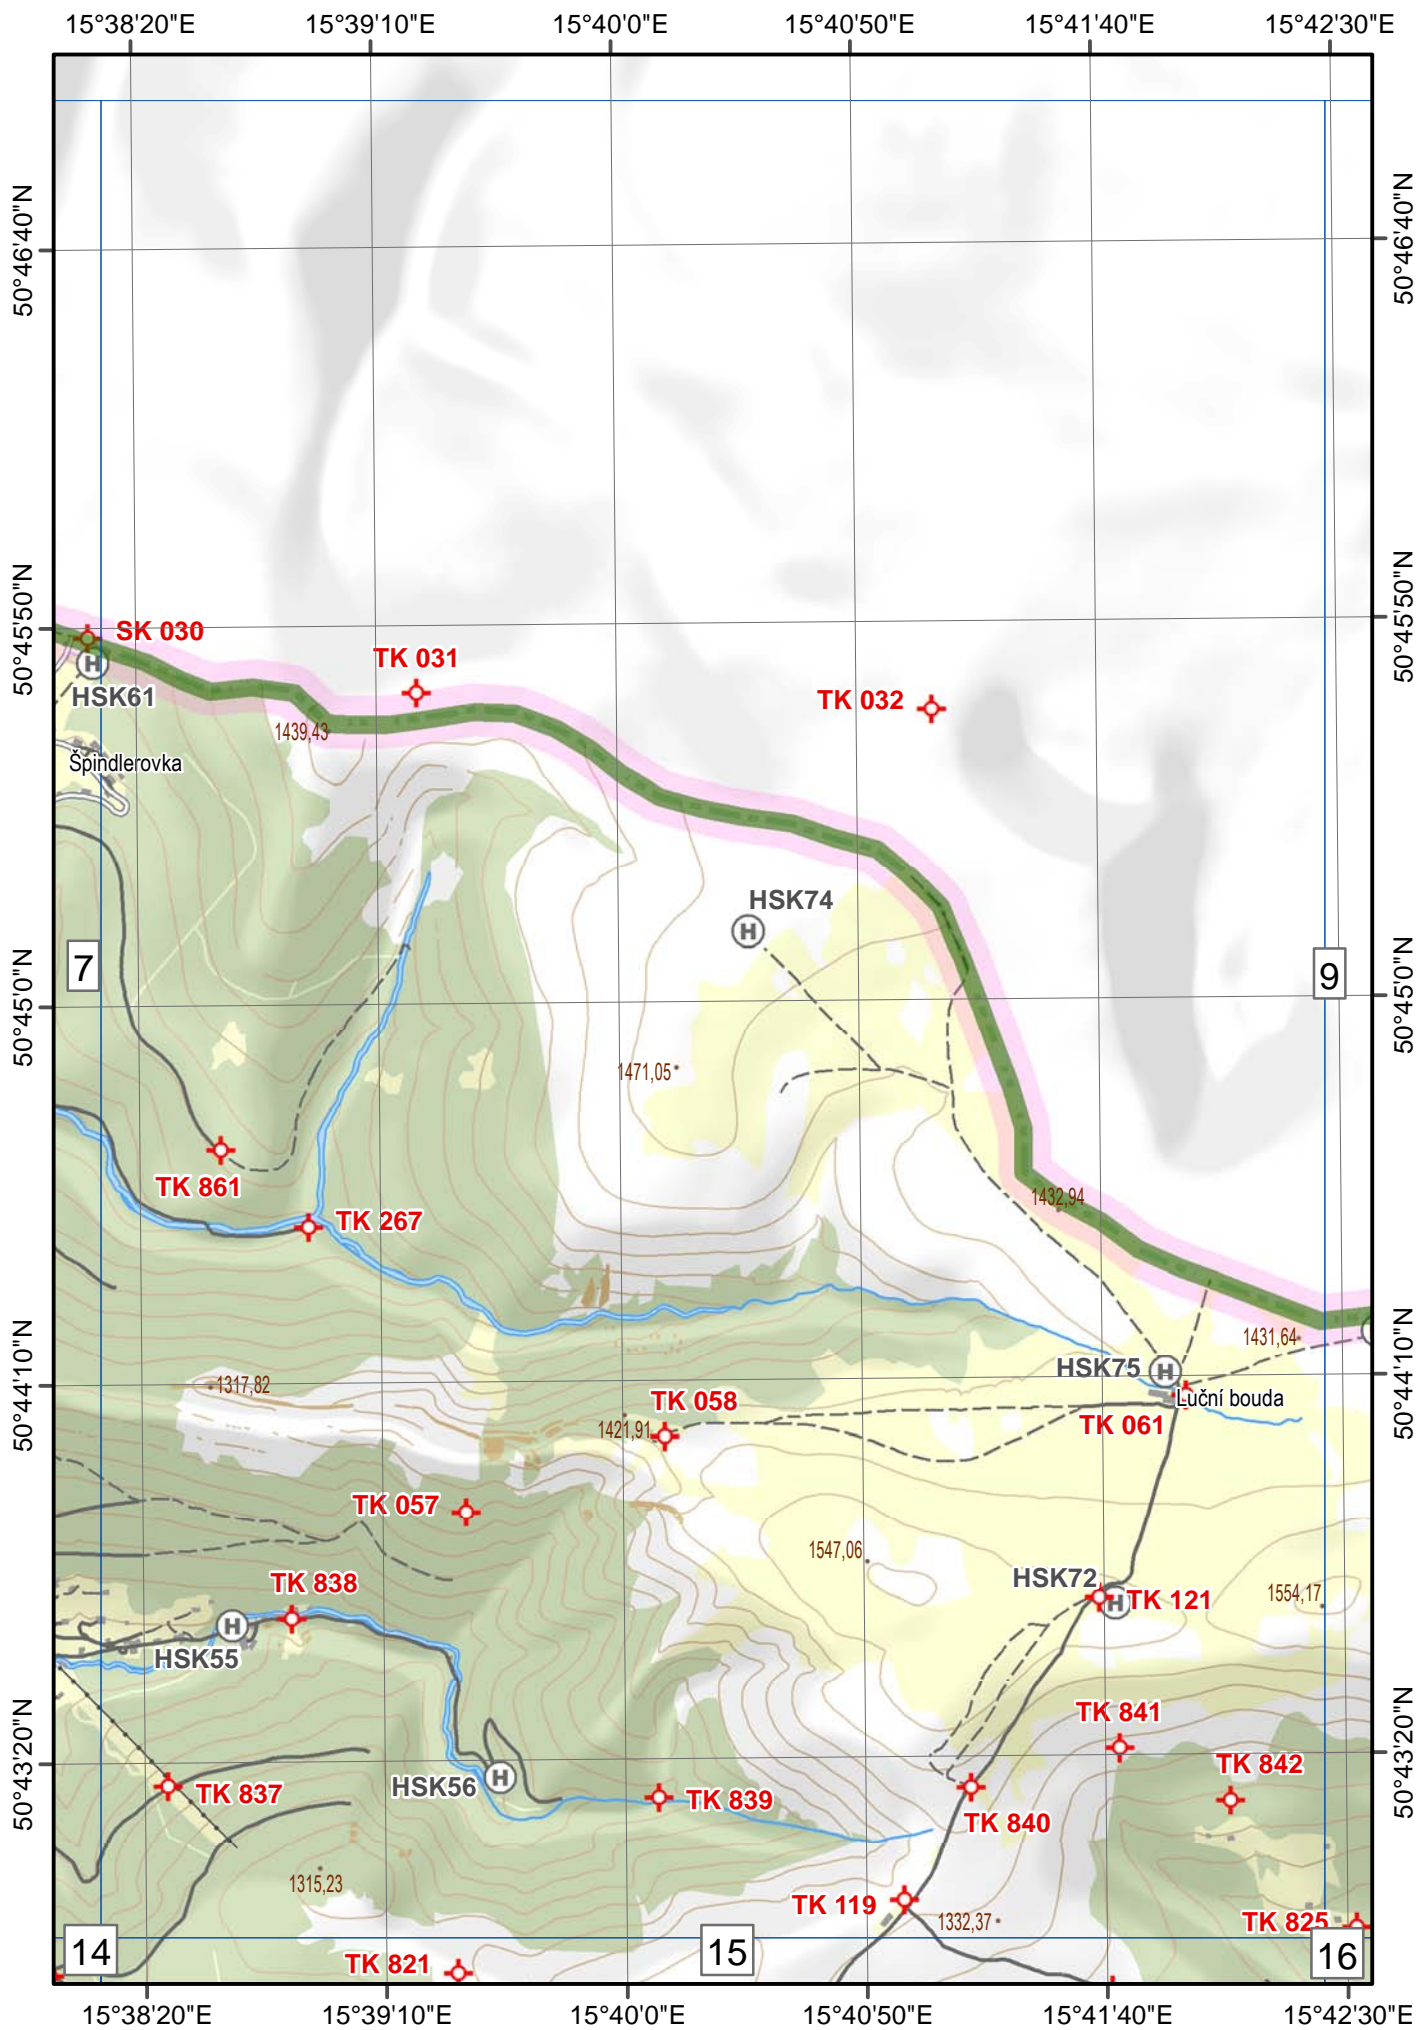 15°38'20"E 15°39'10"E 15°40'0"E 15°40'50"E 15°41'40"E 15°42'30"E
50°46'40"N
50°46'40"N
50°45'50"N
50°45'50"N
SK 030
TK 031
HSK61
TK 032
1439,43
Špindlerovka
HSK74
7
9
50°45'0"N
50°45'0"N
1471,05
TK 861
1432,94
TK 267
1431,64
50°44'10"N
50°44'10"N
HSK75
1317,82
Luční bouda
TK 058
1421,91
TK 061
TK 057
1547,06
HSK72
TK 838
1554,17
TK 121
HSK55
TK 841
50°43'20"N
50°43'20"N
TK 842
HSK56
TK 837
TK 839
TK 840
1315,23
TK 119
1332,37
TK 825
14
15
16
TK 821
15°38'20"E 15°39'10"E 15°40'0"E 15°40'50"E 15°41'40"E 15°42'30"E
H
H
H
H
H
H